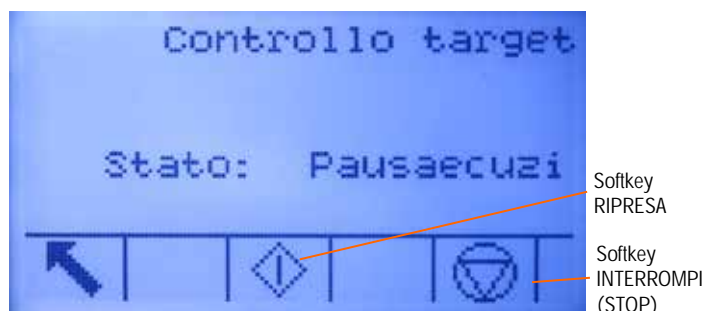 Controllo target
Stato: Pausaecuzi
Softkey
RIPRESA
Softkey
INTERROMPI
(STOP)